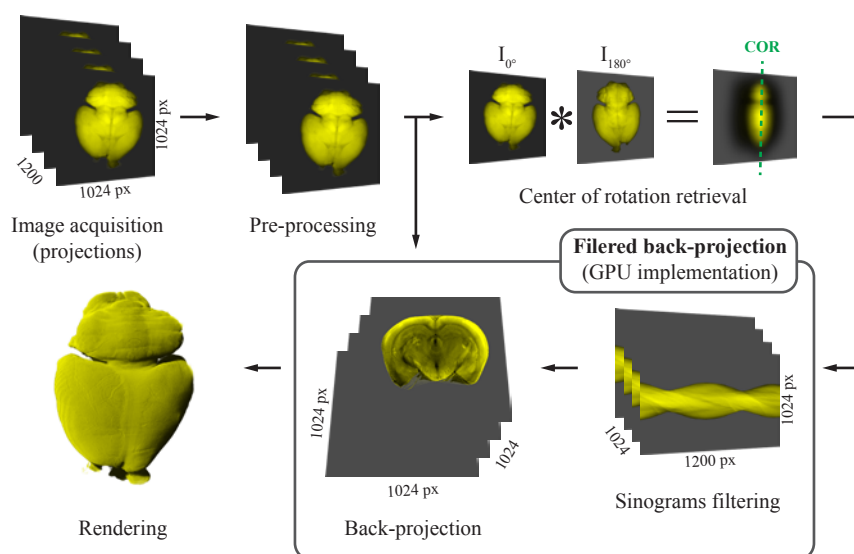 I0°
I180°
COR
*
=
1024 px
1200
1024 px
Image acquisition
(projections)
Pre-processing
Center of rotation retrieval
Filered back-projection
(GPU implementation)
1024 px
1024 px
1024
1024 px
1024
1200 px
Rendering
Back-projection
Sinograms filtering